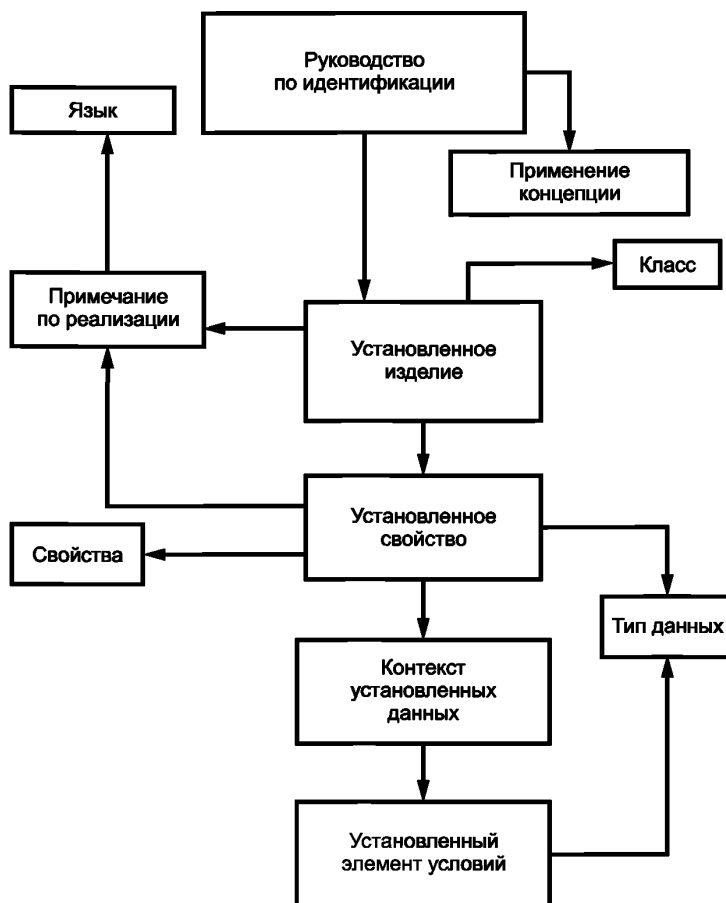 Руководство
по идентификации
Язык
Применение
концепции
Класс
Примечание
по реализации
Установленное
изделие
Установленное
свойство
Свойства
Тип данных
Контекст
установленных
данных
Установленный
элемент условий